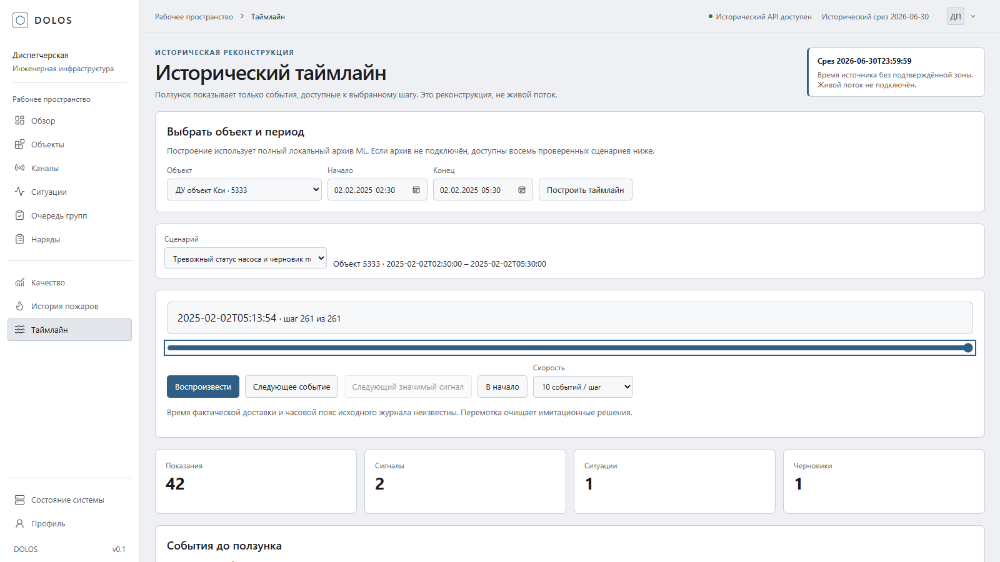 DOLOS
Диспетчерская
Инженерная инфраструктура
Рабочее пространство
Обзор
Объекты
Каналы
Ситуации
Очередь групп
Наряды
Качество
История пожаров
Таймлайн
Состояние системы
Профиль
DOLOS v0.1
Рабочее пространство > Таймлайн
Исторический API доступен Исторический срез 2026-06-30 ДП
ИСТОРИЧЕСКАЯ РЕКОНСТРУКЦИЯ
Исторический таймлайн
Ползунок показывает только события, доступные к выбранному шагу. Это реконструкция, не живой поток.
Срез 2026-06-30T23:59:59
Время источника без подтверждённой зоны.
Живой поток не подключён.
Выбрать объект и период
Построение использует полный локальный архив ML. Если архив не подключён, доступны восемь проверенных сценариев ниже.
Объект Начало Конец
ДУ объект Кси · 5333 02.02.2025 02:30 02.02.2025 05:30 Построить таймлайн
Сценарий
Тревожный статус насоса и черновик Объект 5333 · 2025-02-02T02:30:00 – 2025-02-02T05:30:00
2025-02-02T05:13:54 · шаг 261 из 261
Скорость
Воспроизвести Следующее событие Следующий значимый сигнал В начало 10 событий / шаг
Время фактической доставки и часовой пояс исходного журнала неизвестны. Перемотка очищает имитационные решения.
Показания
42
Сигналы
2
Ситуации
1
Черновики
1
События до ползунка